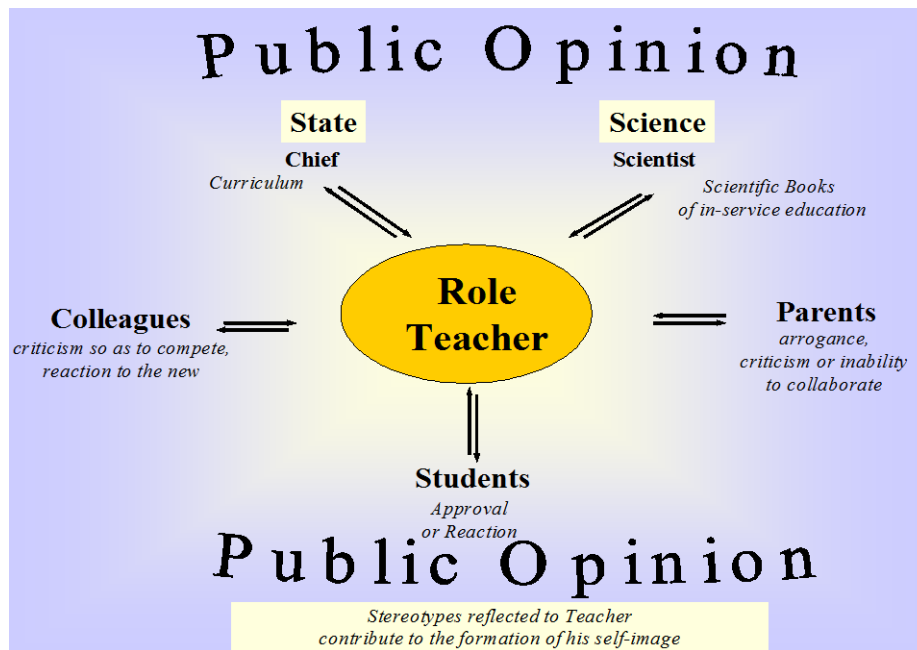 Public Opinion
State
Chief
Curriculum
Science
Scientist
Scientific Books
of in-service education
Role
Teacher
Colleagues
criticism so as to compete,
reaction to the new
Parents
arrogance,
criticism or inability
to collaborate
Students
Approval
or Reaction
Public Opinion
Stereotypes reflected to Teacher
contribute to the formation of his self-image